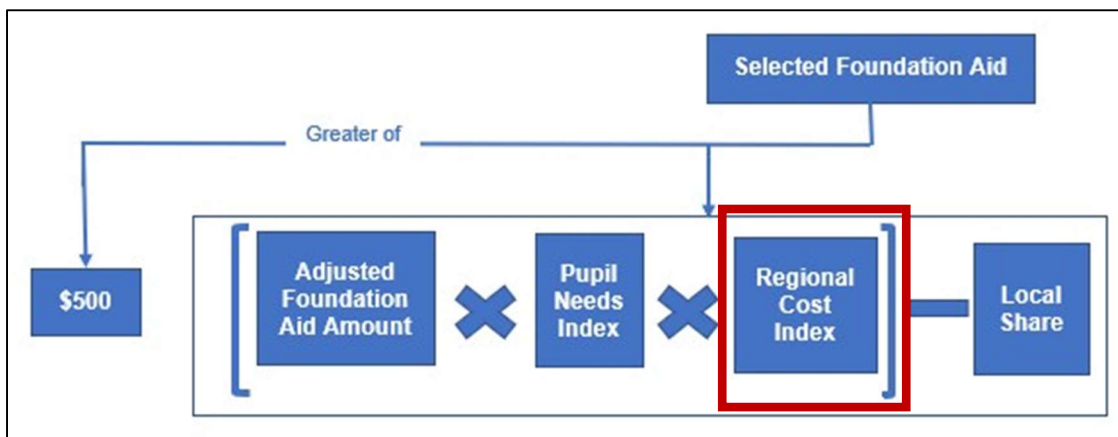 Selected Foundation Aid
Greater of
$500
Adjusted
Foundation
Aid Amount
Pupil
Needs
Index
Regional
Cost
Index
Local
Share